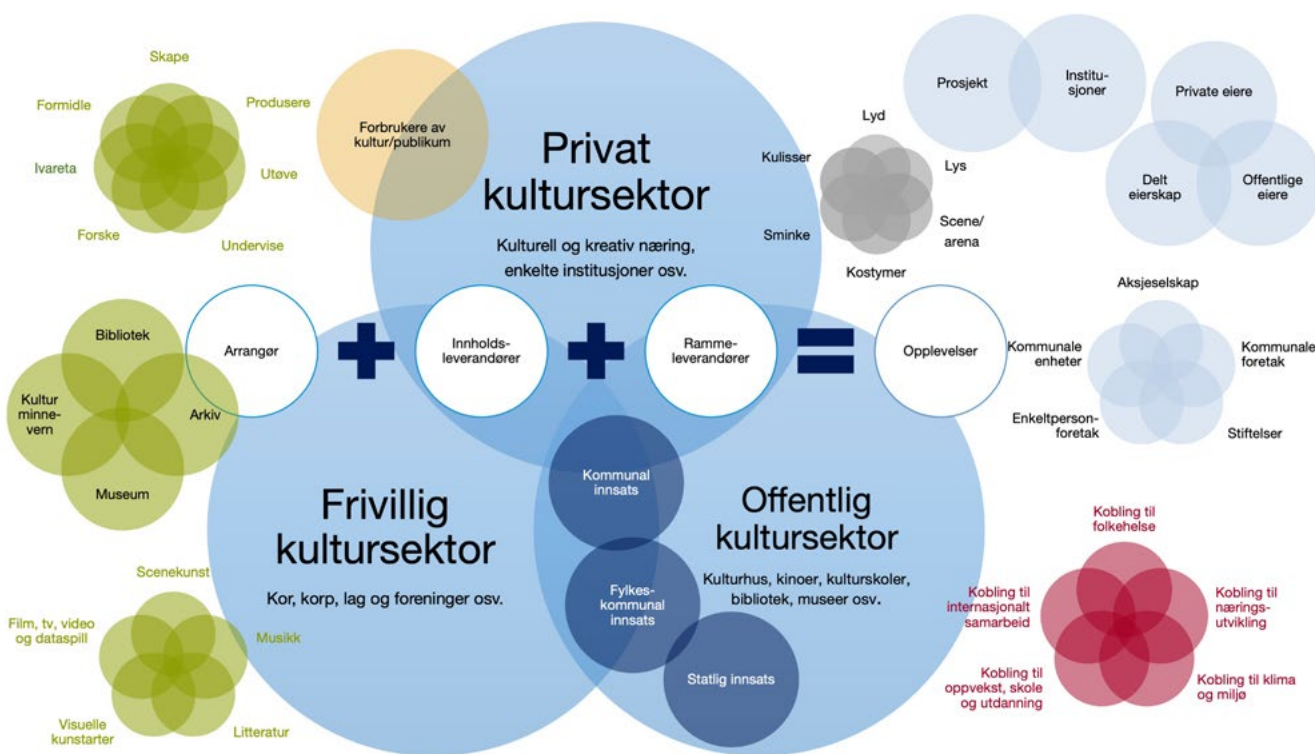 Skape
Formidle
Produsere
Ivareta
Utøve
Forske
Undervise
Forbrukere av
kultur/publikum
Privat
kultursektor
Kulturell og kreativ næring,
enkelte institusjoner osv.
Lyd
Kulisser
Lys
Sminke
Scene/
arena
Kostymer
Prosjekt
Institu-
sjoner
Private eiere
Delt
eierskap
Offentlige
eiere
Bibliotek
Kultur
minne-
vern
Arkiv
Museum
Arrangør
Innholds-
leverandører
Ramme-
leverandører
Opplevelser
Aksjeselskap
Kommunale
enheter
Kommunale
foretak
Enkeltperson-
foretak
Stiftelser
Frivillig
kultursektor
Kor, korp, lag og foreninger osv.
Kommunal
innsats
Fylkes-
kommunal
innsats
Statlig innsats
Offentlig
kultursektor
Kulturhus, kinoer, kulturskoler,
bibliotek, museer osv.
Scenekunst
Film, tv, video
og dataspill
Musikk
Visuelle
kunstarter
Litteratur
Kobling til
folkehelse
Kobling til
internasjonalt
samarbeid
Kobling til
nærings-
utvikling
Kobling til
oppvekst, skole
og utdanning
Kobling til klima
og miljø